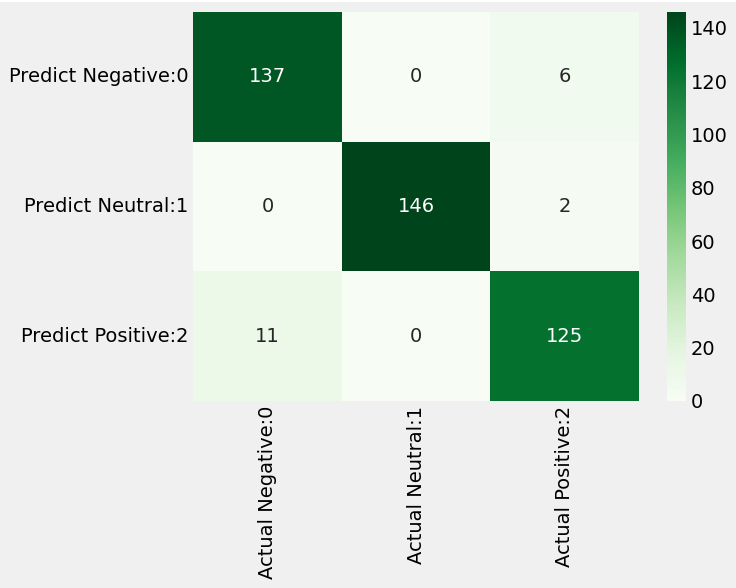 Predict Negative:0 137 0 6
Predict Neutral:1 0 146 2
Predict Positive:2 11 0 125
Actual Negative:0
Actual Neutral:1
Actual Positive:2
140
120
100
80
60
40
20
0